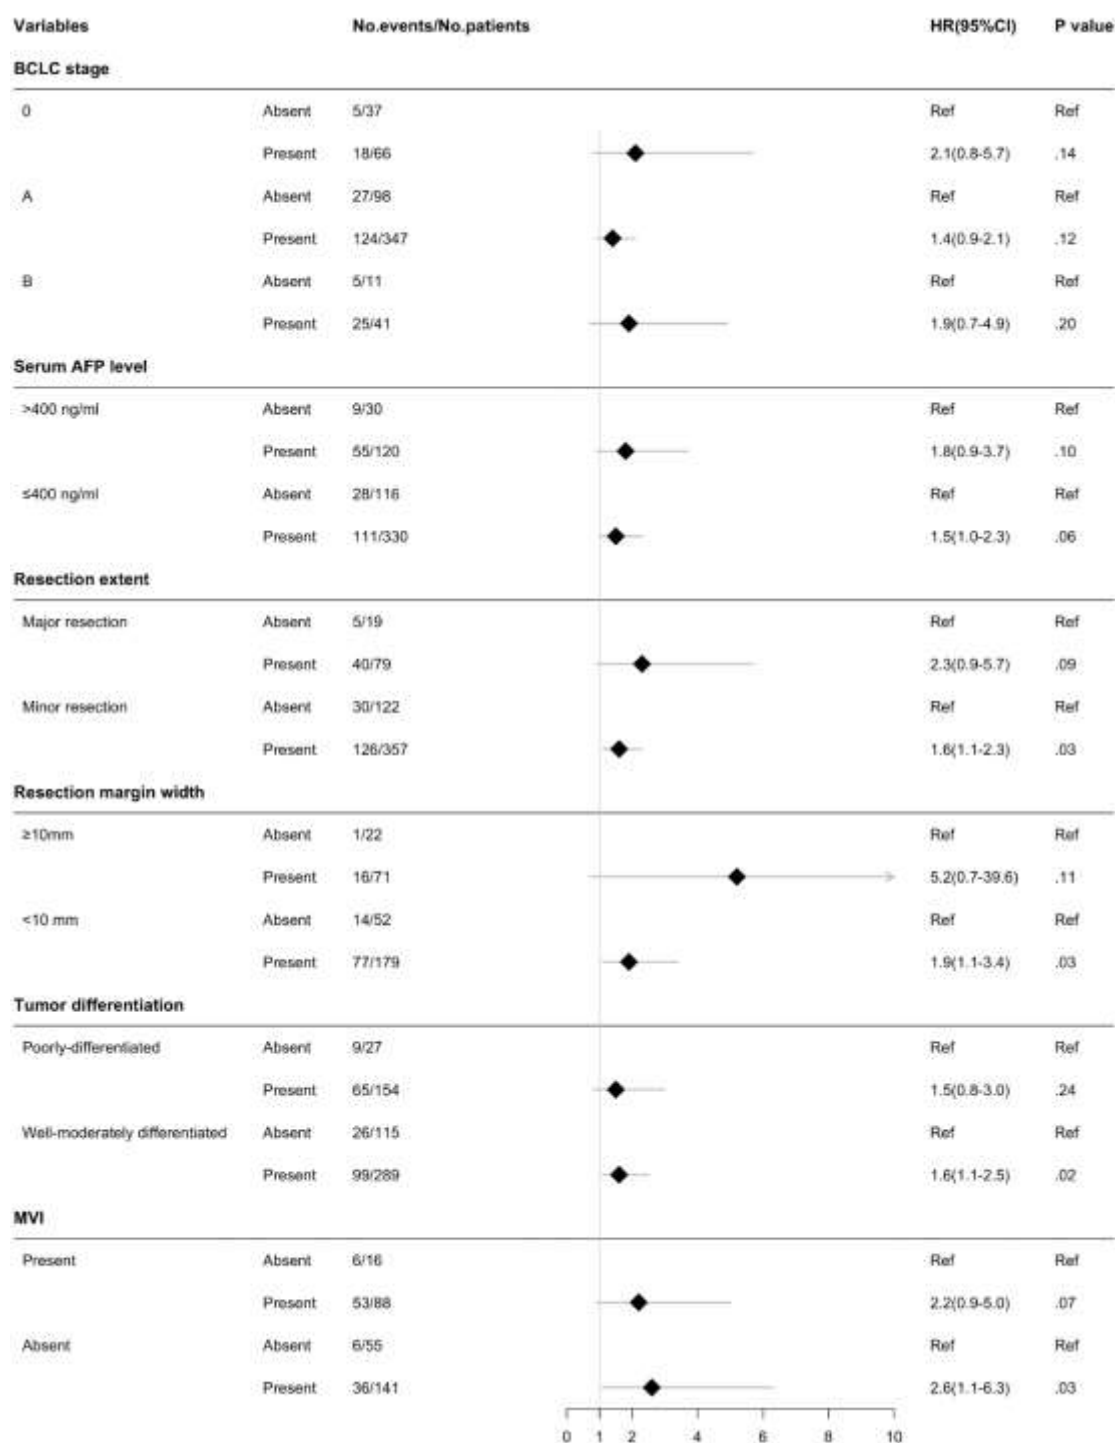 Variables No.events/No.patients HR(95%CI) P value
BCLC stage
0 Absent 5/37 Ref Ref
Present 18/66 2.1(0.8-5.7) .14
A Absent 27/98 Ref Ref
Present 124/347 1.4(0.9-2.1) .12
B Absent 5/11 Ref Ref
Present 25/41 1.9(0.7-4.9) .20
Serum AFP level
>400 ng/ml Absent 9/30 Ref Ref
Present 55/120 1.8(0.9-3.7) .10
≤400 ng/ml Absent 28/116 Ref Ref
Present 111/330 1.5(1.0-2.3) .06
Resection extent
Major resection Absent 5/19 Ref Ref
Present 40/79 2.3(0.9-5.7) .09
Minor resection Absent 30/122 Ref Ref
Present 126/357 1.6(1.1-2.3) .03
Resection margin width
≥10mm Absent 1/22 Ref Ref
Present 16/71 5.2(0.7-39.6) .11
<10 mm Absent 14/52 Ref Ref
Present 77/179 1.9(1.1-3.4) .03
Tumor differentiation
Poorly-differentiated Absent 9/27 Ref Ref
Present 65/154 1.5(0.8-3.0) .24
Well-moderately differentiated Absent 26/115 Ref Ref
Present 99/289 1.6(1.1-2.5) .02
MVI
Present Absent 6/16 Ref Ref
Present 53/88 2.2(0.9-5.0) .07
Absent Absent 6/55 Ref Ref
Present 36/141 2.6(1.1-6.3) .03
0 1 2 4 6 8 10